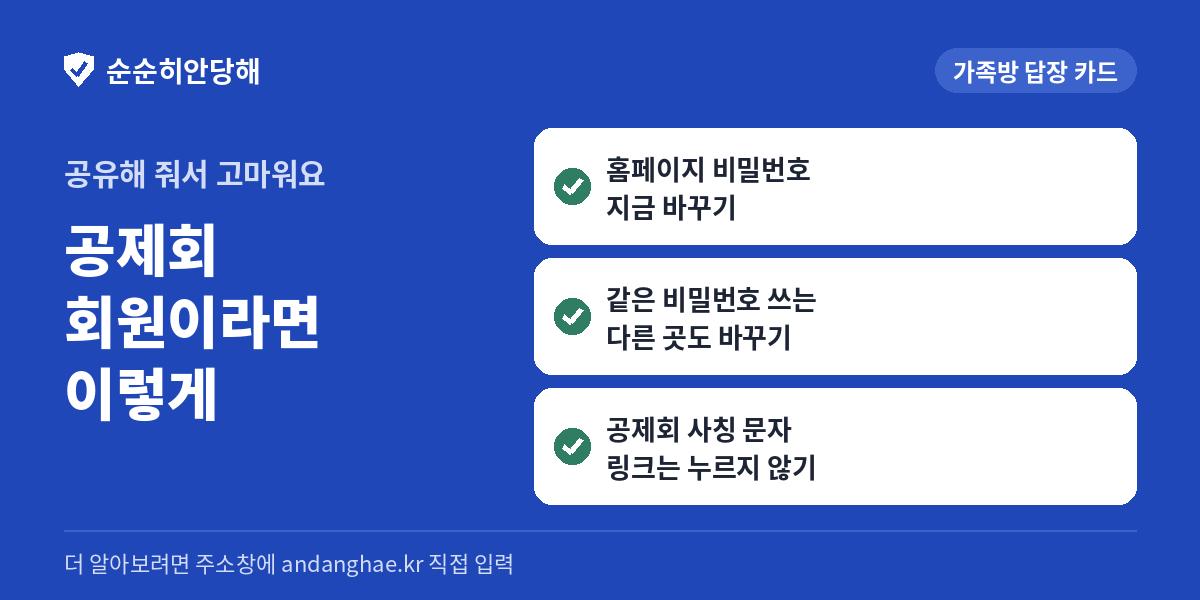 순순히안당해
가족방 답장 카드
공유해 줘서 고마워요
공제회
회원이라면
이렇게
홈페이지 비밀번호
지금 바꾸기
같은 비밀번호 쓰는
다른 곳도 바꾸기
공제회 사칭 문자
링크는 누르지 않기
더 알아보려면 주소창에 andanghae.kr 직접 입력